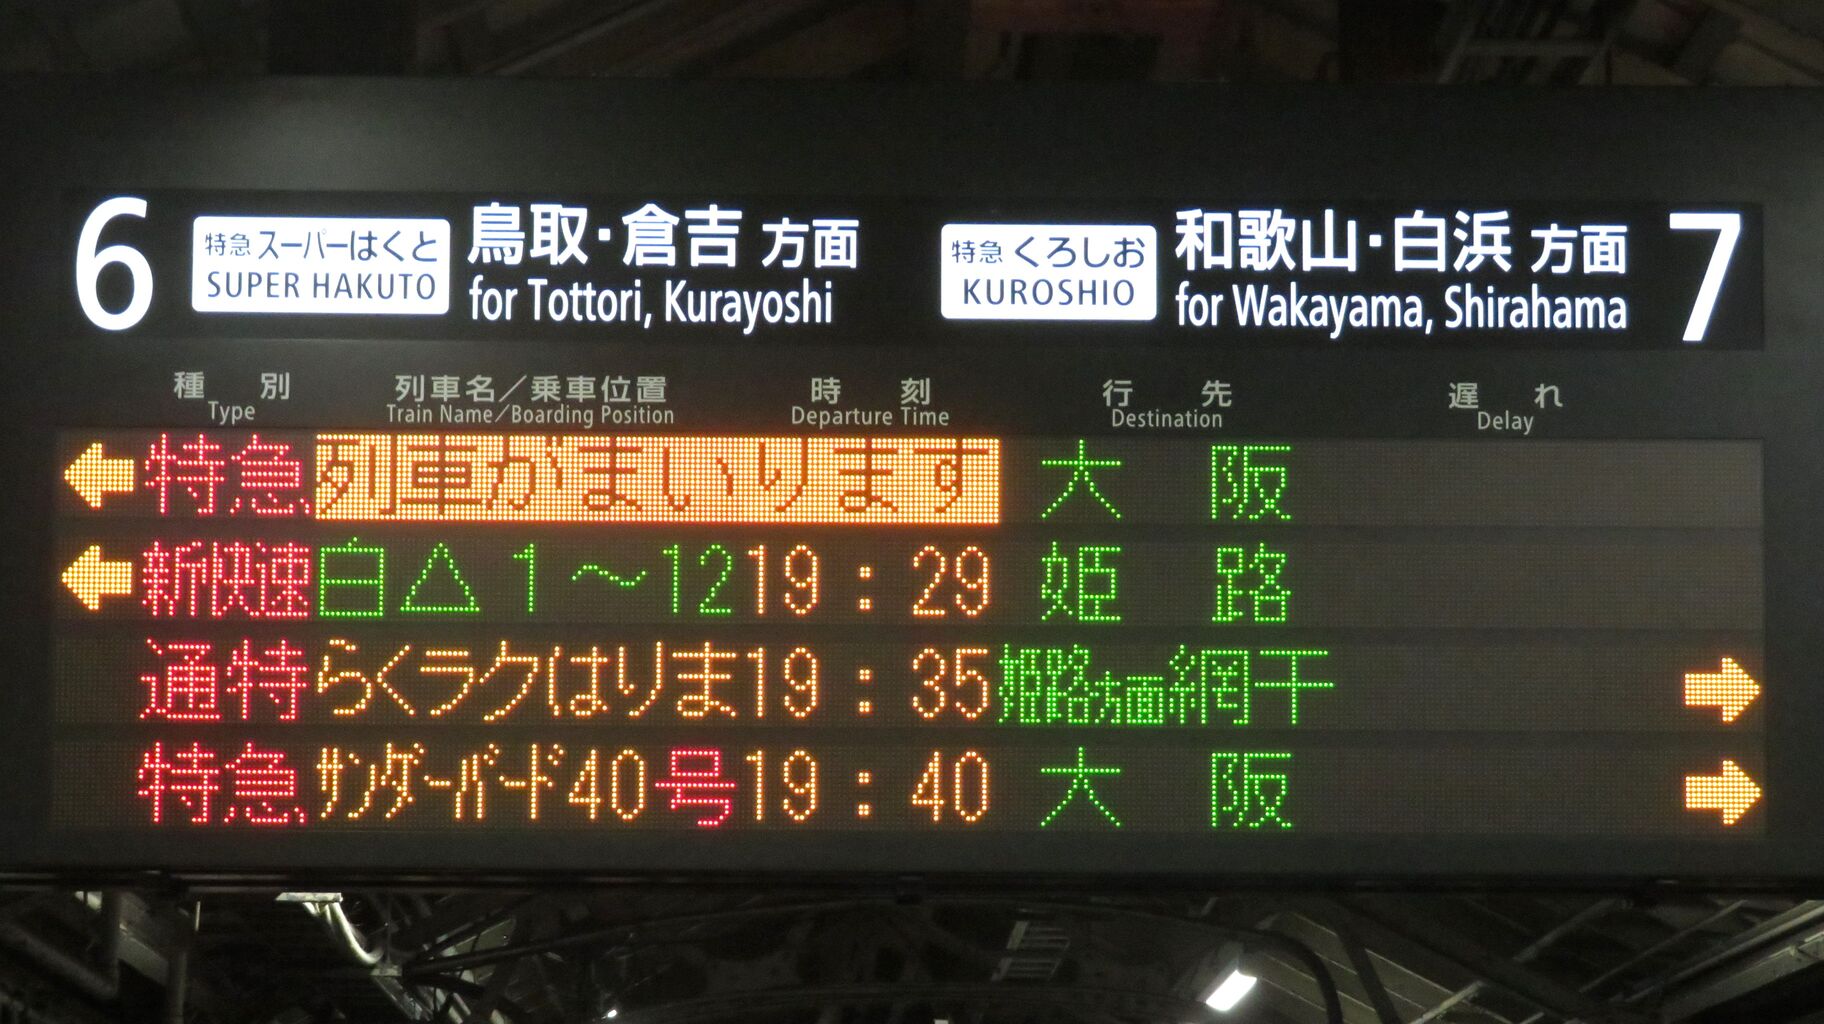 6 特急 スーパーはくと 鳥取・倉吉 方面 特急 くろしお 和歌山・白浜 方面 7
SUPER HAKUTO for Tottori, Kurayoshi KUROSHIO for Wakayama, Shirahama
種別 列車名／乗車位置 時刻 行先 遅れ
Type Train Name／Boarding Position Departure Time Destination Delay
← 特急 列車がまいります 大阪
← 新快速 白△1～12 19:29 姫路
通特 らくラクはりま 19:35 姫路方面網干 →
特急 サンダーバード40号 19:40 大阪 →